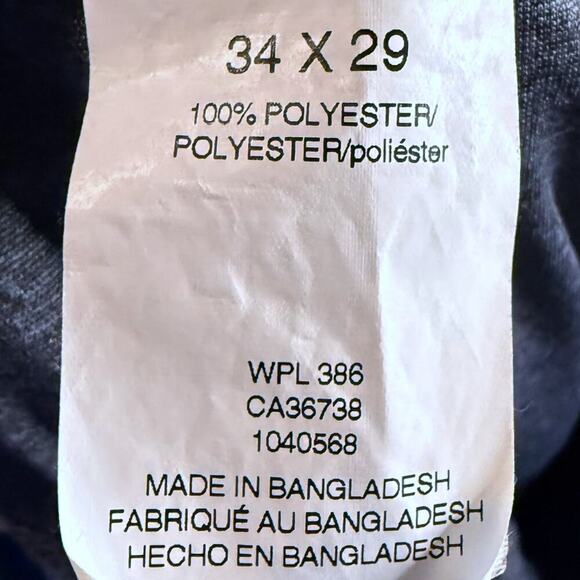 34 X 29
100% POLYESTER/
POLYESTER/poliéster
WPL 386
CA36738
1040568
MADE IN BANGLADESH
FABRIQUÉ AU BANGLADESH
HECHO EN BANGLADESH